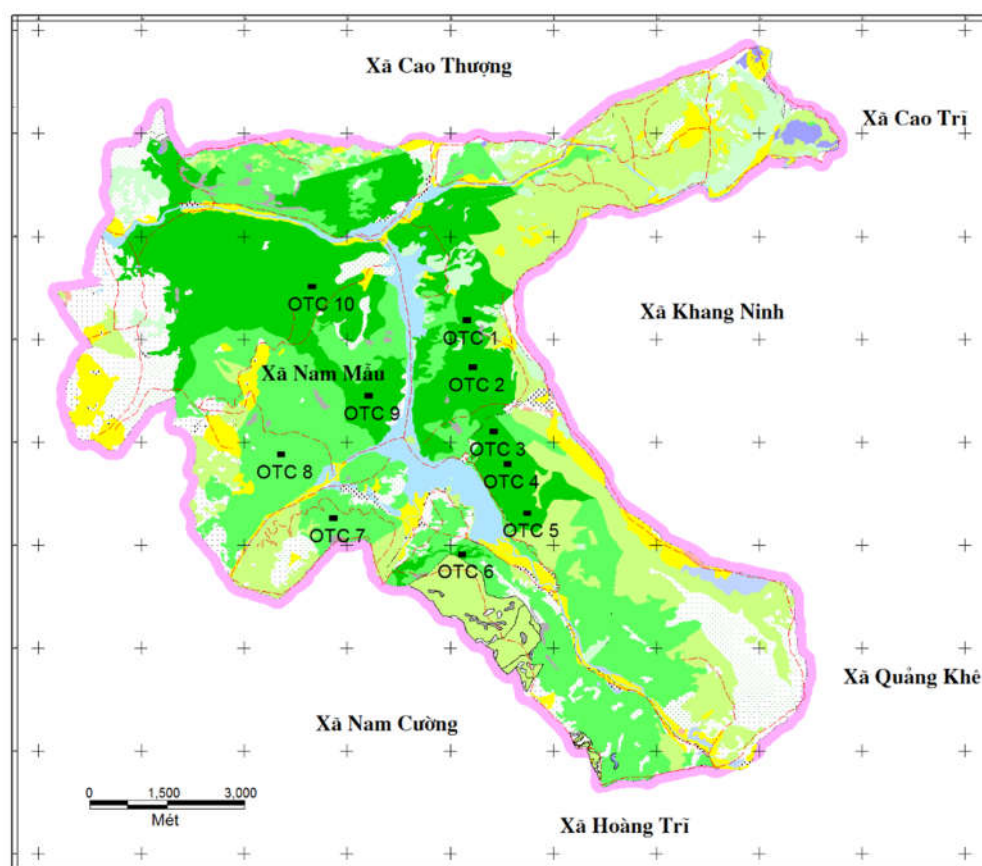 Xã Cao Thượng
Xã Cao Trĩ
OTC 10
Xã Khang Ninh
OTC 1
Xã Nam Mẫu
OTC 2
OTC 9
OTC 3
OTC 8
OTC 4
OTC 5
OTC 7
OTC 6
Xã Quảng Khê
Xã Nam Cường
0 1,500 3,000
Mét
Xã Hoàng Trĩ